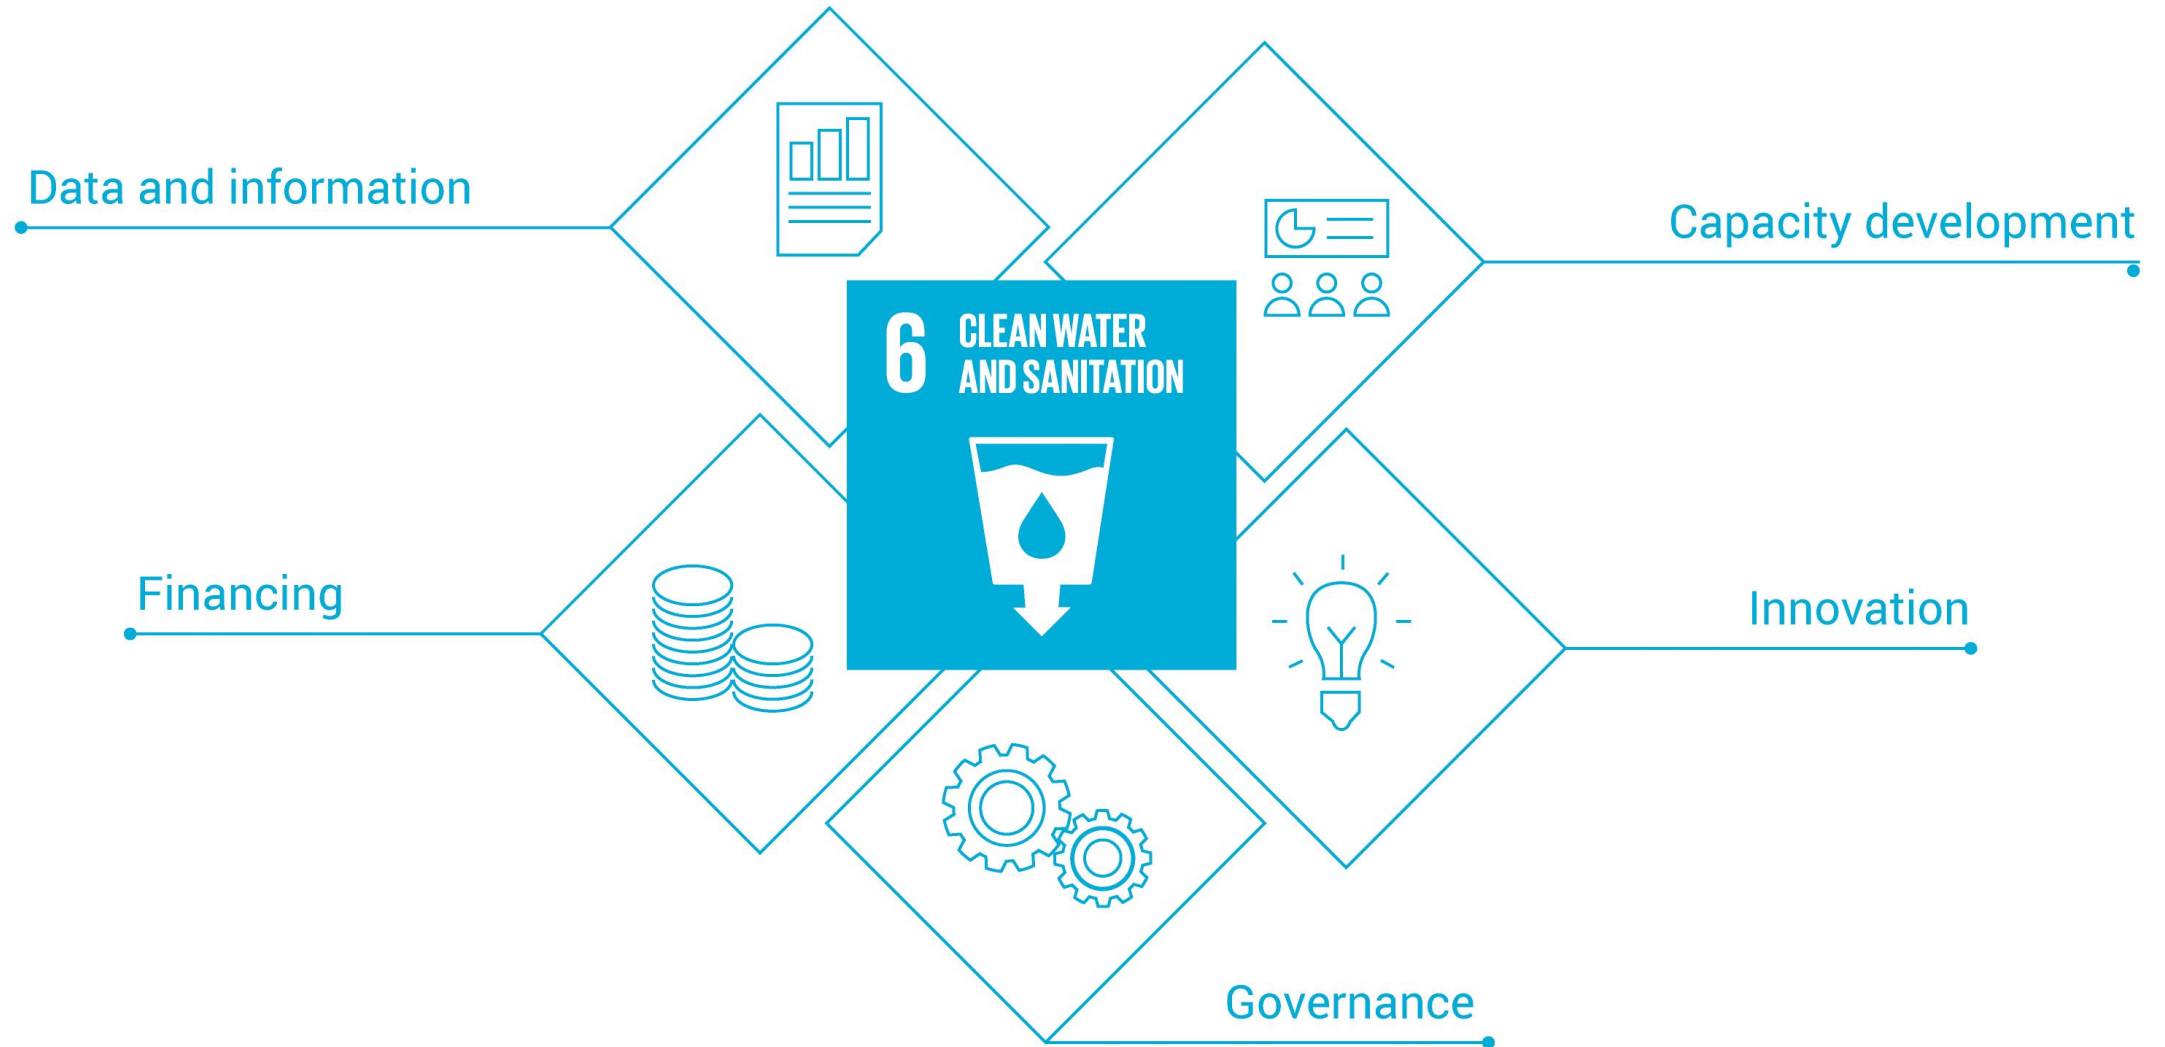 Data and information
Capacity development
6 CLEAN WATER
AND SANITATION
Financing
Innovation
Governance